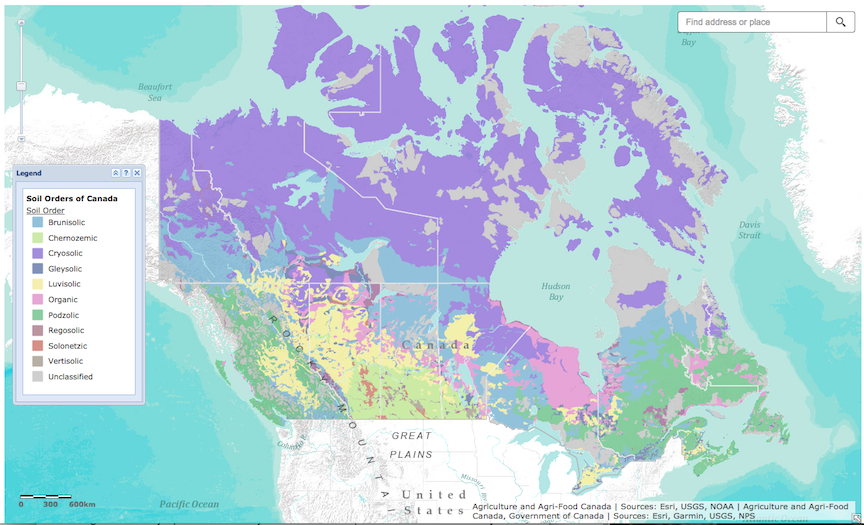 Find address or place
Bay
Beaufort
Sea
Legend
Soil Orders of Canada
Soil Order
Brunisolic
Chernozemic
Cryosolic
Gleysolic
Luvisolic
Organic
Podzolic
Regosolic
Solonetzic
Vertisolic
Unclassified
Davis
Strait
Hudson
Bay
Canada
ROCKY MOUNTAI
GREAT
PLAINS
Missouri
United
States
Pacific Ocean
0 300 600km
Agriculture and Agri-Food Canada | Sources: Esri, USGS, NOAA | Agriculture and Agri-Food
Canada, Government of Canada | Sources: Esri, Garmin, USGS, NPS